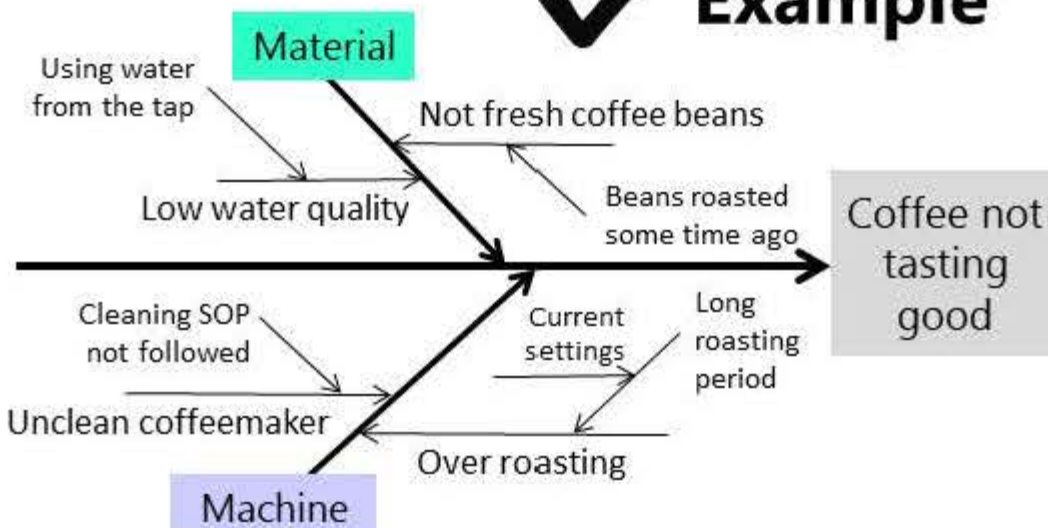 Example
Material
Using water
from the tap
Not fresh coffee beans
Low water quality
Beans roasted
some time ago
Coffee not
tasting
good
Cleaning SOP
not followed
Current
settings
Long
roasting
period
Unclean coffeemaker
Over roasting
Machine